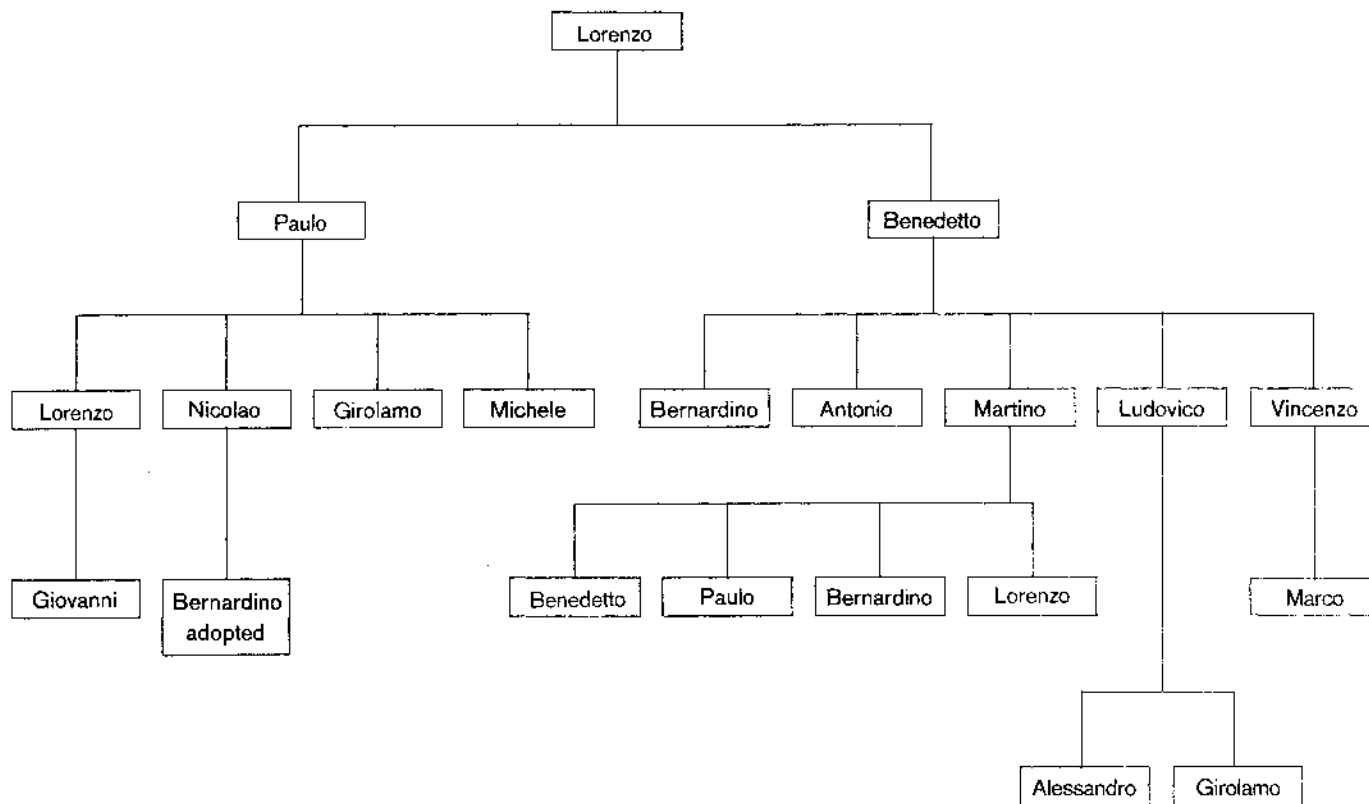 Lorenzo
Paulo
Benedetto
Lorenzo
Nicolao
Girolamo
Michele
Bernardino
Antonio
Martino
Ludovico
Vincenzo
Giovanni
Bernardino
adopted
Benedetto
Paulo
Bernardino
Lorenzo
Marco
Alessandro
Girolamo